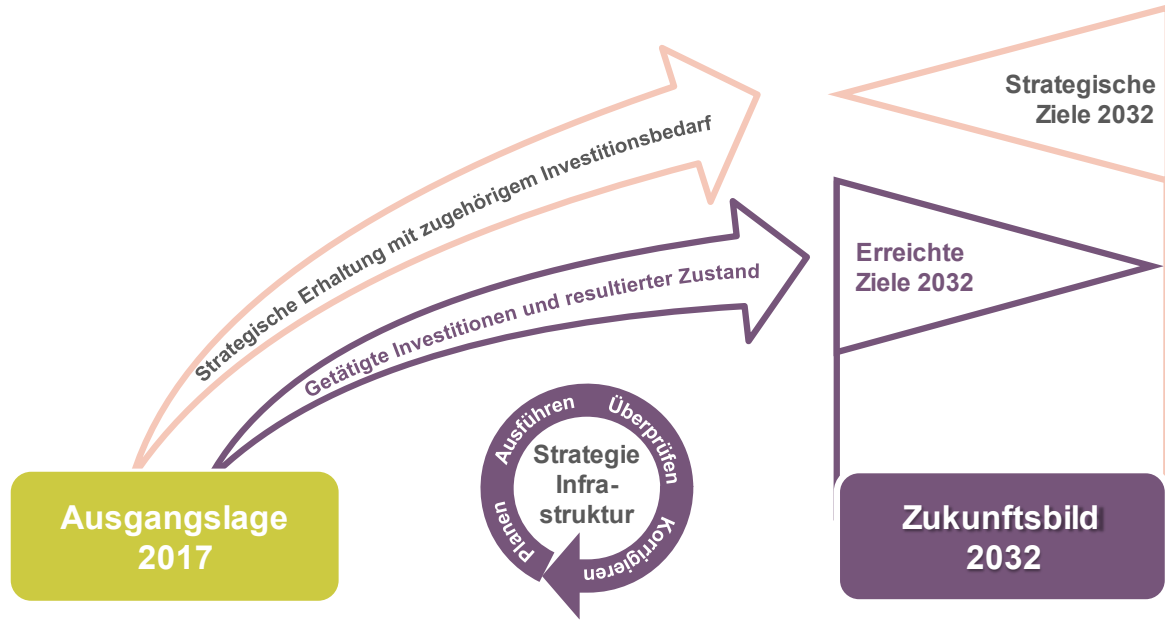 Strategische
Ziele 2032
Strategische Erhaltung mit zugehörigem Investitionsbedarf
Erreichte
Ziele 2032
Getätigte Investitionen und resultierter Zustand
Planen
Ausführen
Überprüfen
Korrigieren
Strategie
Infra-
struktur
Ausgangslage
2017
Zukunftsbild
2032